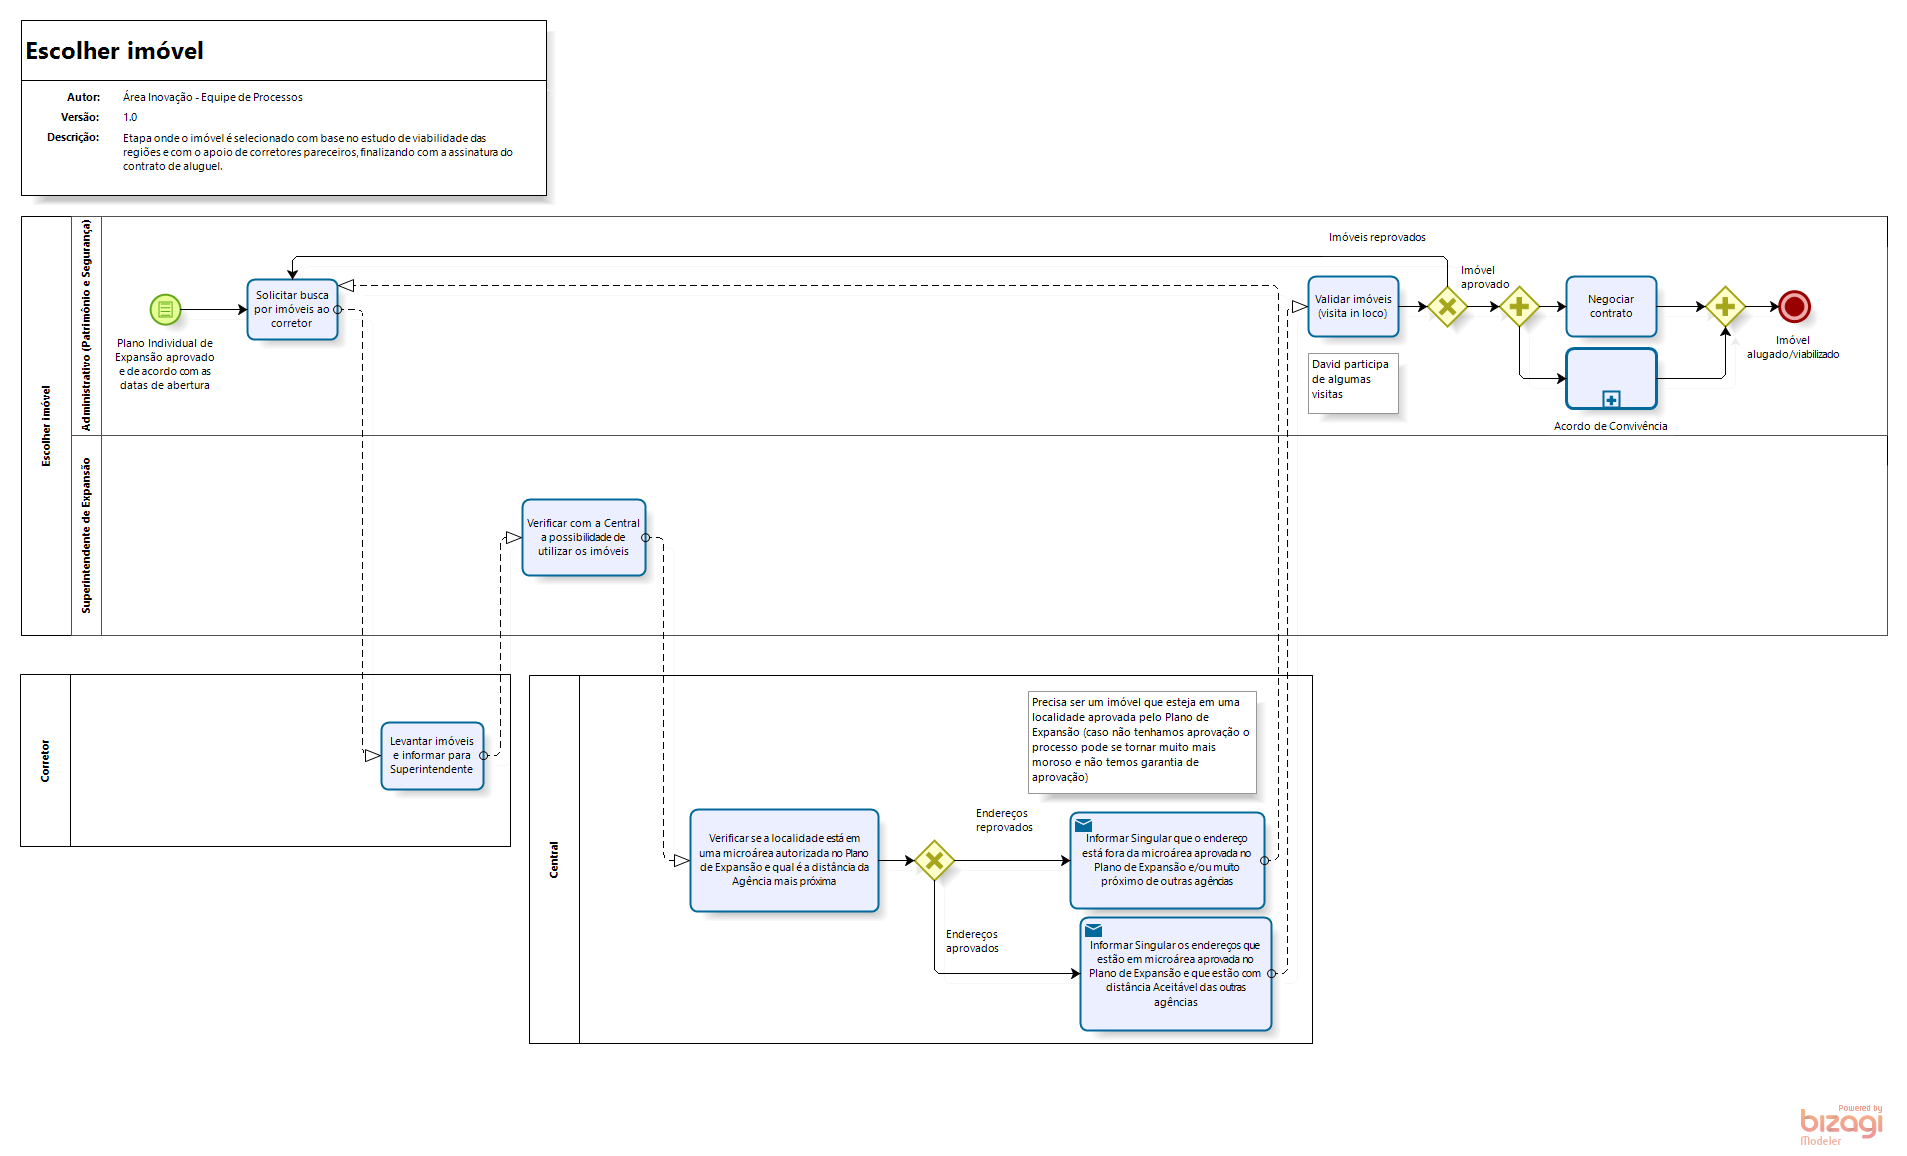 Escolher imóvel
Autor: Área Inovação - Equipe de Processos
Versão: 1.0
Descrição: Etapa onde o imóvel é selecionado com base no estudo de viabilidade das
regiões e com o apoio de corretores pareceiros, finalizando com a assinatura do
contrato de aluguel.
Escolher imóvel
Administrativo (Patrimônio e Segurança)
Plano Individual de
Expansão aprovado
e de acordo com as
datas de abertura
Solicitar busca
por imóveis ao
corretor
Imóveis reprovados
Validar imóveis
(visita in loco)
David participa
de algumas
visitas
Imóvel
aprovado
Negociar
contrato
Acordo de Convivência
Imóvel
alugado/viabilizado
Superintendente de Expansão
Verificar com a Central
a possibilidade de
utilizar os imóveis
Corretor
Levantar imóveis
e informar para
Superintendente
Central
Precisa ser um imóvel que esteja em uma
localidade aprovada pelo Plano de
Expansão (caso não tenhamos aprovação o
processo pode se tornar muito mais
moroso e não temos garantia de
aprovação)
Verificar se a localidade está em
uma microárea autorizada no Plano
de Expansão e qual é a distância da
Agência mais próxima
Endereços
reprovados
Informar Singular que o endereço
está fora da microárea aprovada no
Plano de Expansão e/ou muito
próximo de outras agências
Endereços
aprovados
Informar Singular os endereços que
estão em microárea aprovada no
Plano de Expansão e que estão com
distância Aceitável das outras
agências
Powered by
bizagi
Modeler